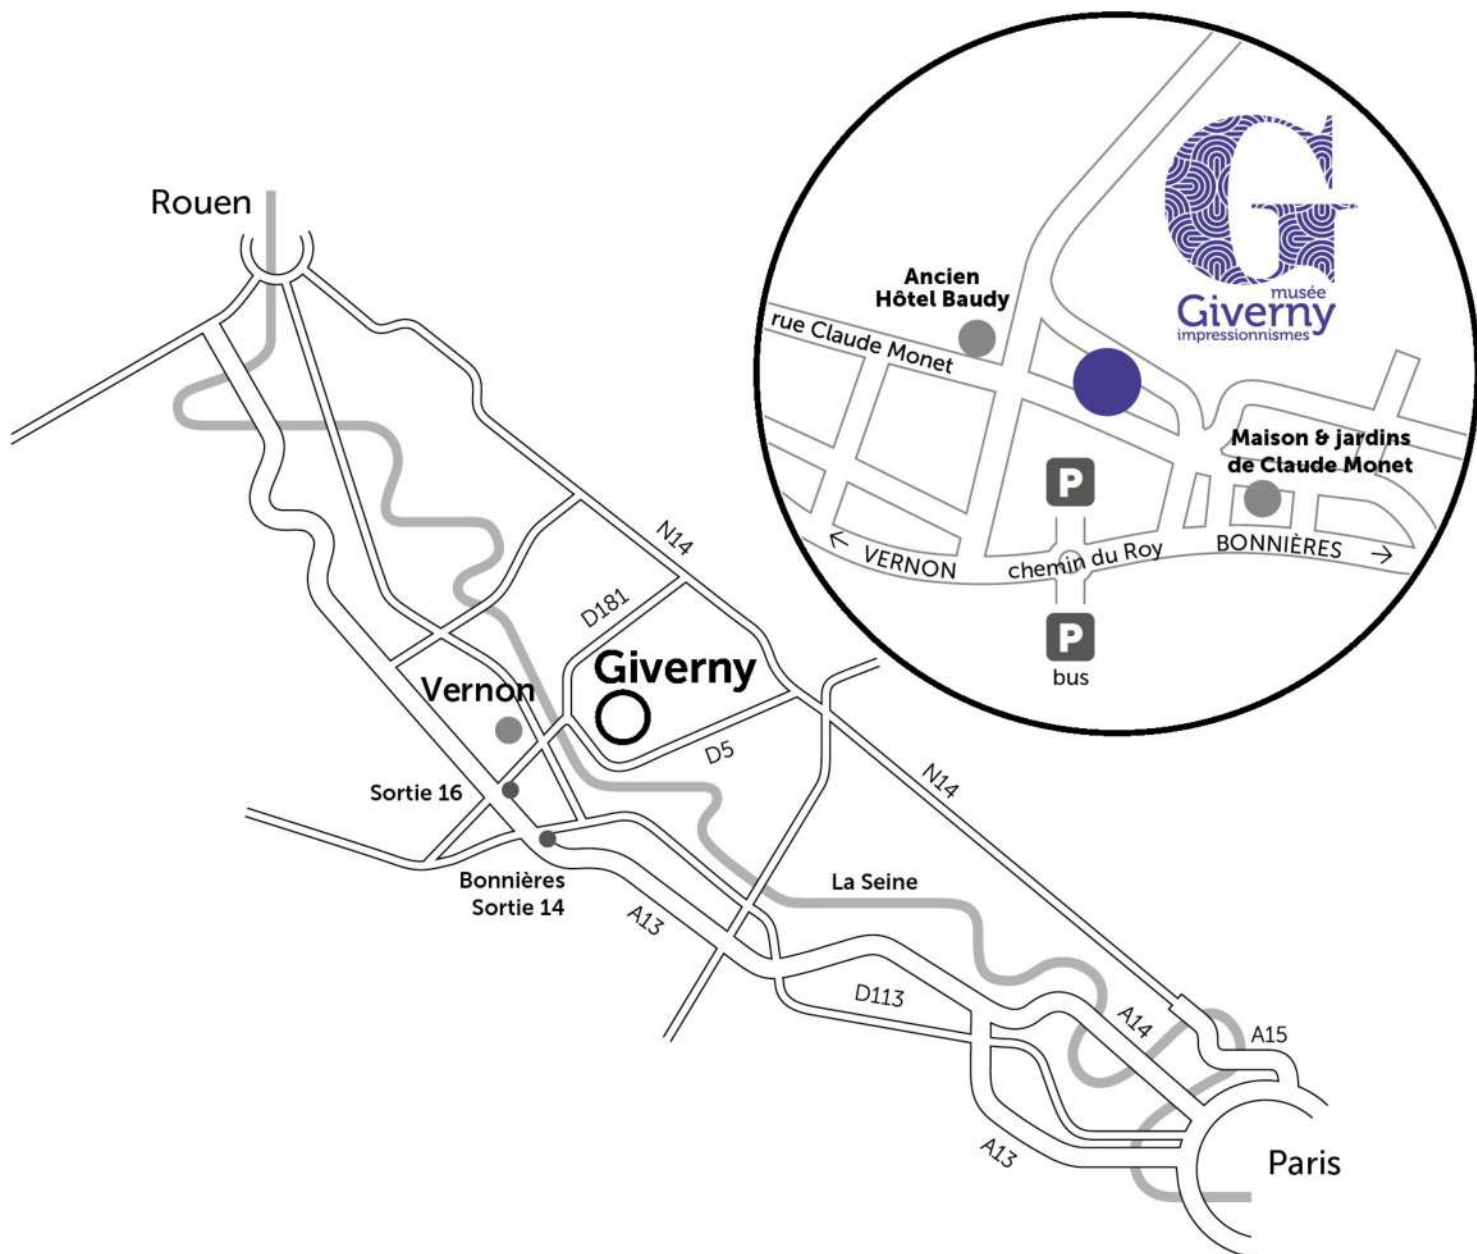 Rouen
N14
D181
Giverny
Vernon
D5
Sortie 16
N14
Bonnières
Sortie 14
A13
La Seine
D113
A14
A15
A13
Paris
G
musée
Giverny
impressionnismes
Ancien
Hôtel Baudy
rue Claude Monet
Maison & jardins
de Claude Monet
P
← VERNON
chemin du Roy
BONNIÈRES →
P
bus